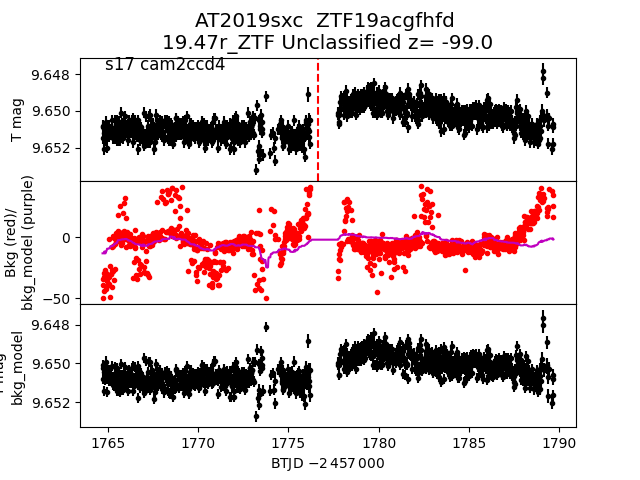 AT2019sxc  ZTF19acgfhfd
19.47r_ZTF Unclassified z= -99.0
s17 cam2ccd4
T mag
9.648
9.650
9.652
Bkg (red)/
bkg_model (purple)
0
−50
bkg_model
9.648
9.650
9.652
1765 1770 1775 1780 1785 1790
BTJD −2 457 000